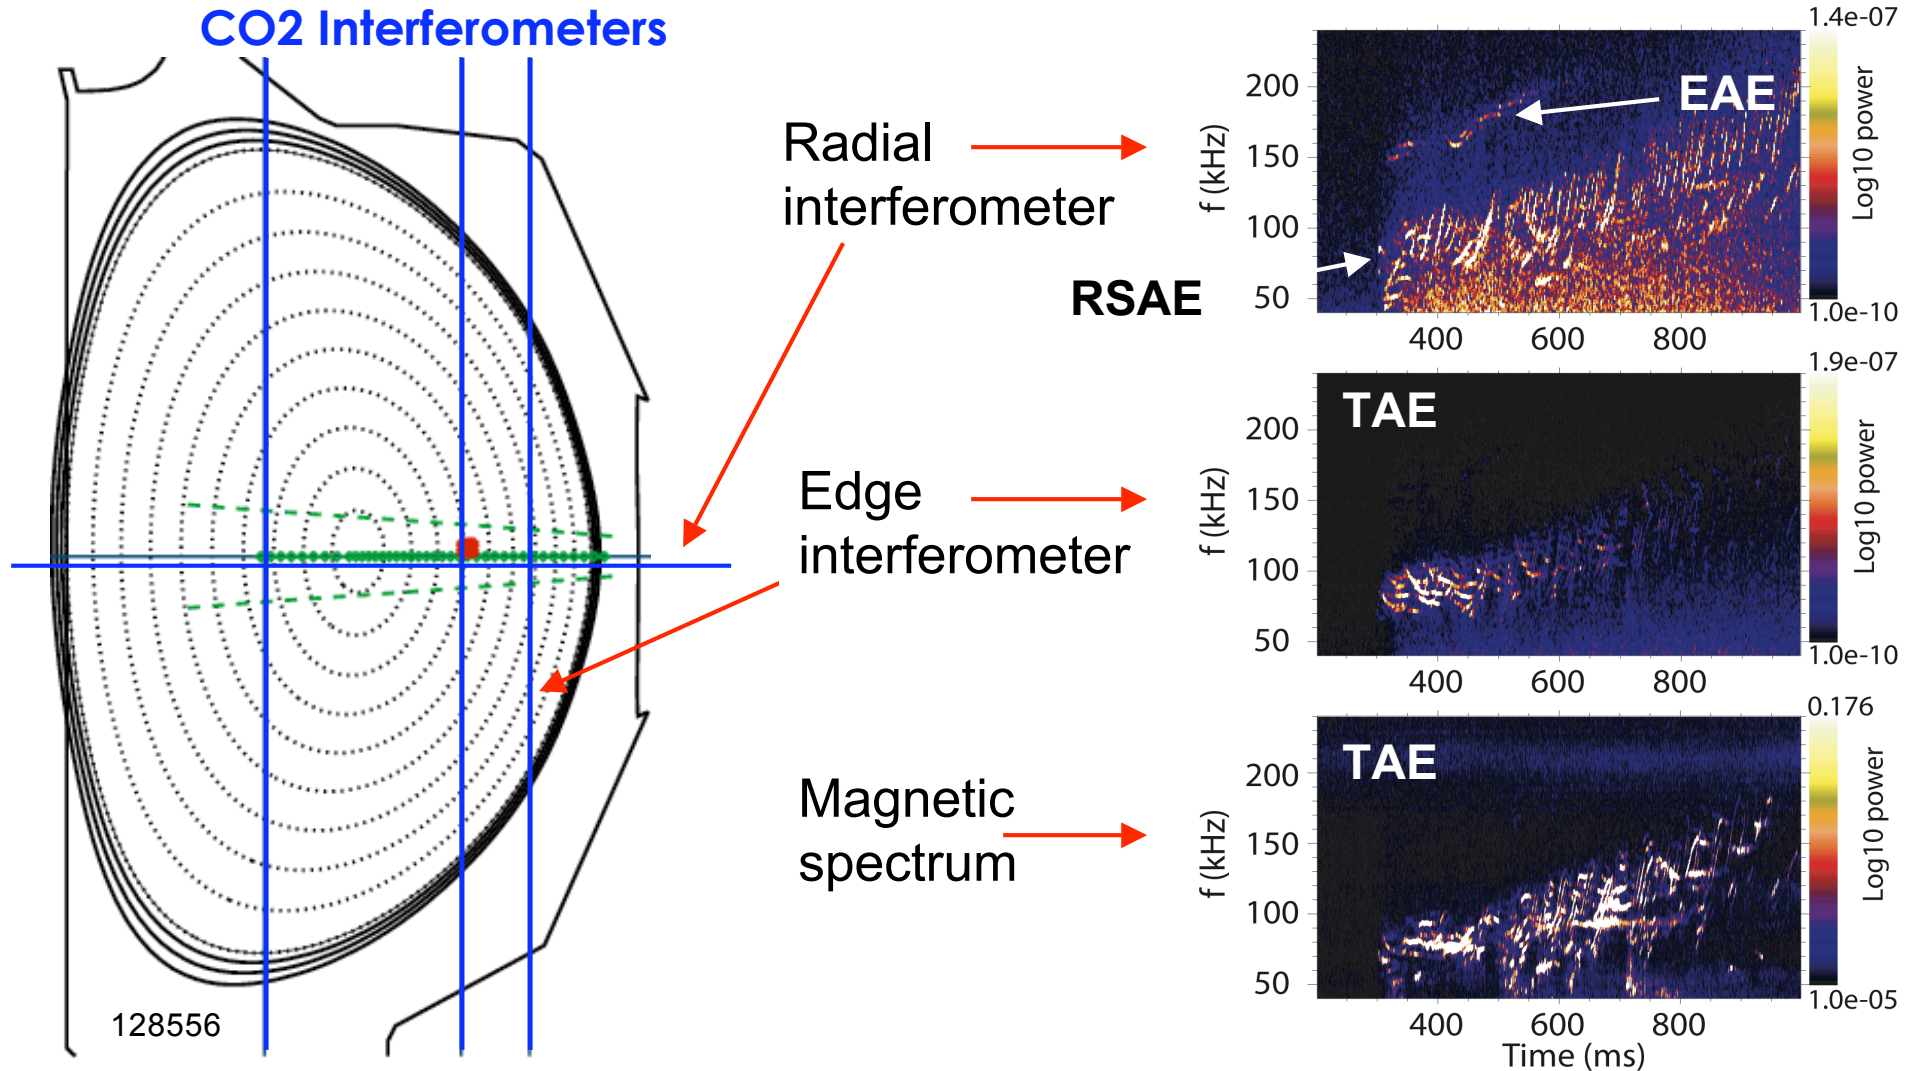 CO2 Interferometers
128556
Radial
interferometer
RSAE
Edge
interferometer
Magnetic
spectrum
EAE
f (kHz)
200
150
100
50
400 600 800
1.4e-07
Log10 power
1.0e-10
TAE
f (kHz)
200
150
100
50
400 600 800
1.9e-07
Log10 power
1.0e-10
TAE
f (kHz)
200
150
100
50
400 600 800
Time (ms)
0.176
Log10 power
1.0e-05